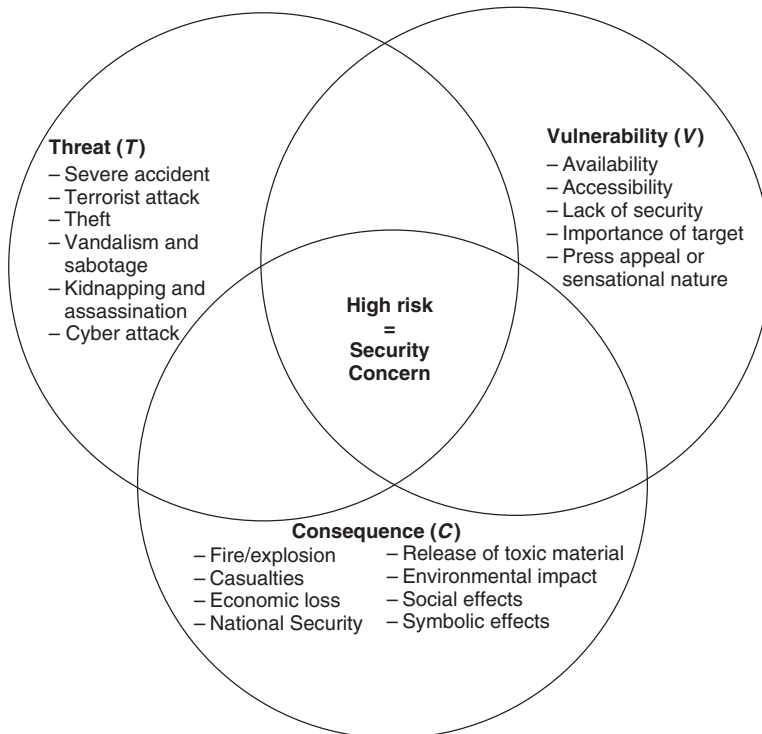 Threat (T)
– Severe accident
– Terrorist attack
– Theft
– Vandalism and
sabotage
– Kidnapping and
assassination
– Cyber attack
Vulnerability (V)
– Availability
– Accessibility
– Lack of security
– Importance of target
– Press appeal or
sensational nature
High risk
=
Security
Concern
Consequence (C)
– Fire/explosion
– Casualties
– Economic loss
– National Security
– Release of toxic material
– Environmental impact
– Social effects
– Symbolic effects